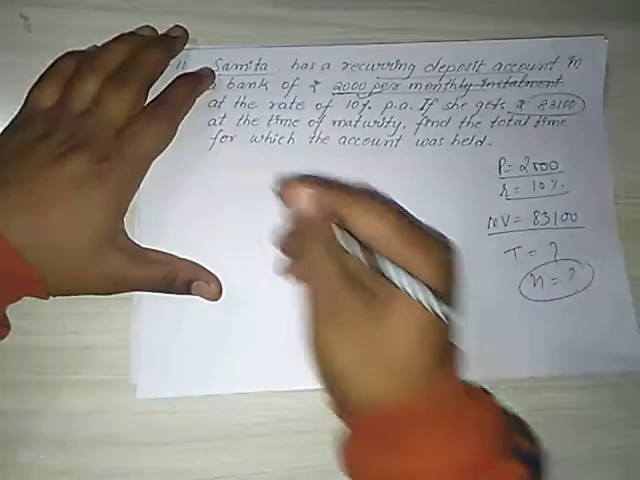 11. Samita has a recurring deposit account in
a bank of ₹ 2000 per monthly instalment
at the rate of 10% p.a. If she gets ₹ 83100
at the time of maturity, find the total time
for which the account was held.
P = 2000
r = 10%.
MV = 83100
T = ?
n = ?